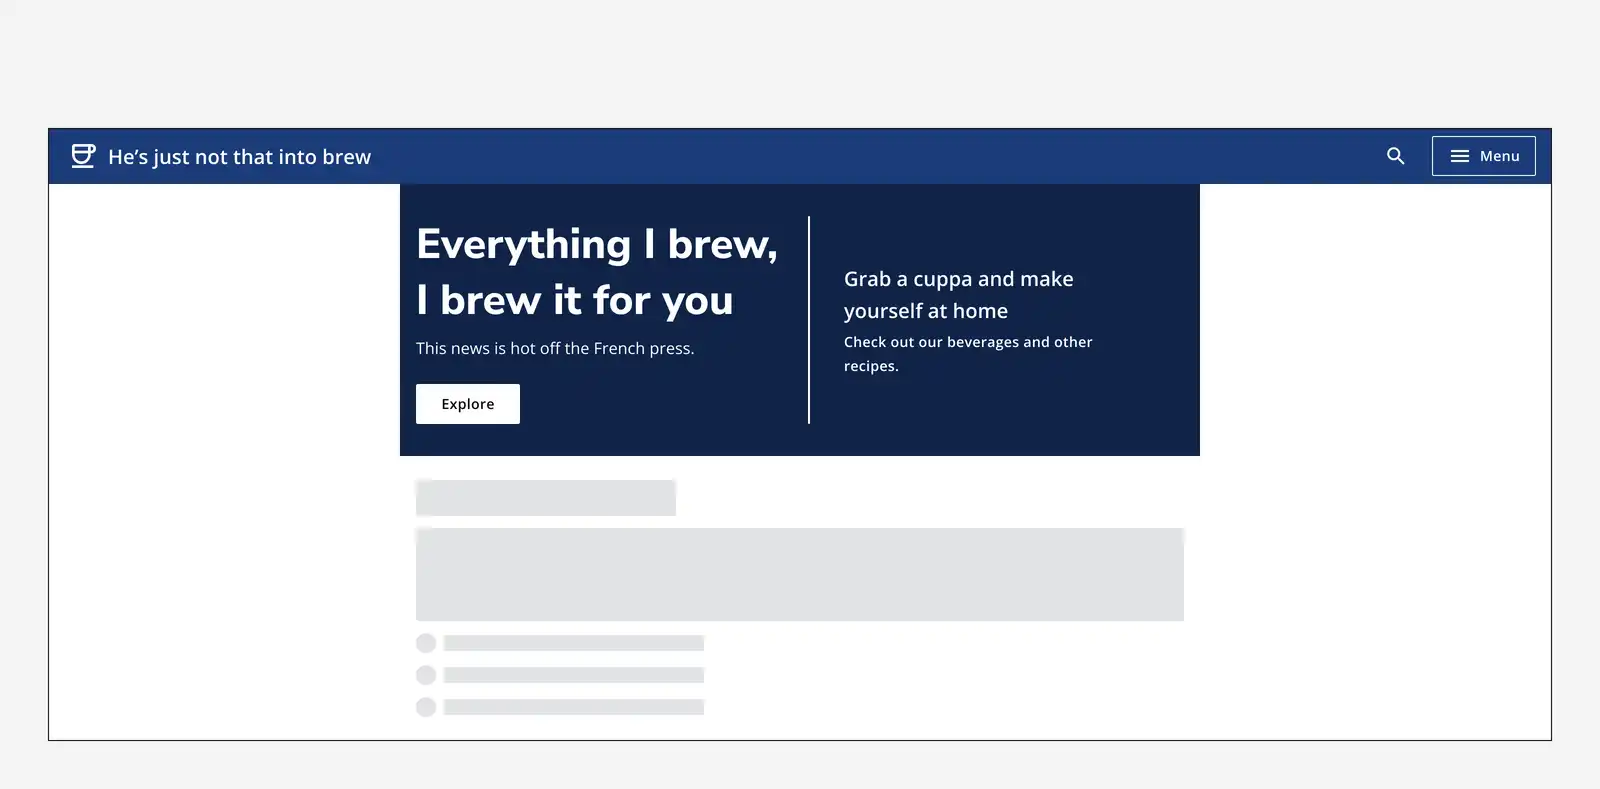 He’s just not that into brew
Menu
Everything I brew,
I brew it for you
This news is hot off the French press.
Explore
Grab a cuppa and make
yourself at home
Check out our beverages and other
recipes.